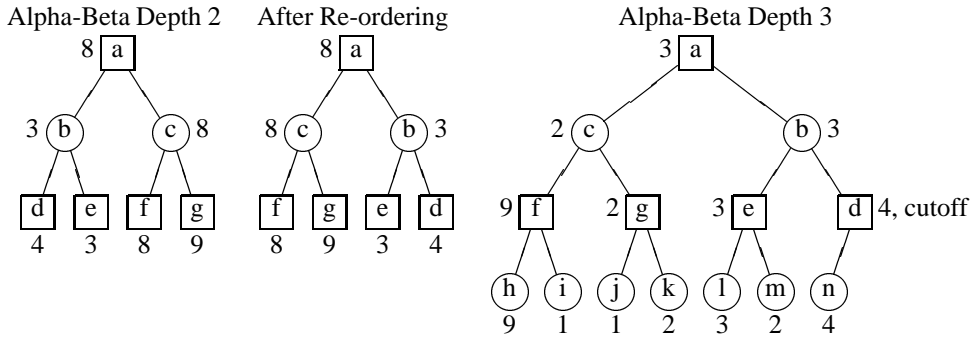 Alpha-Beta Depth 2
8 a
3 b c 8
d e f g
4 3 8 9
After Re-ordering
8 a
8 c b 3
f g e d
8 9 3 4
Alpha-Beta Depth 3
3 a
2 c b 3
9 f 2 g 3 e d 4, cutoff
h i j k l m n
9 1 1 2 3 2 4